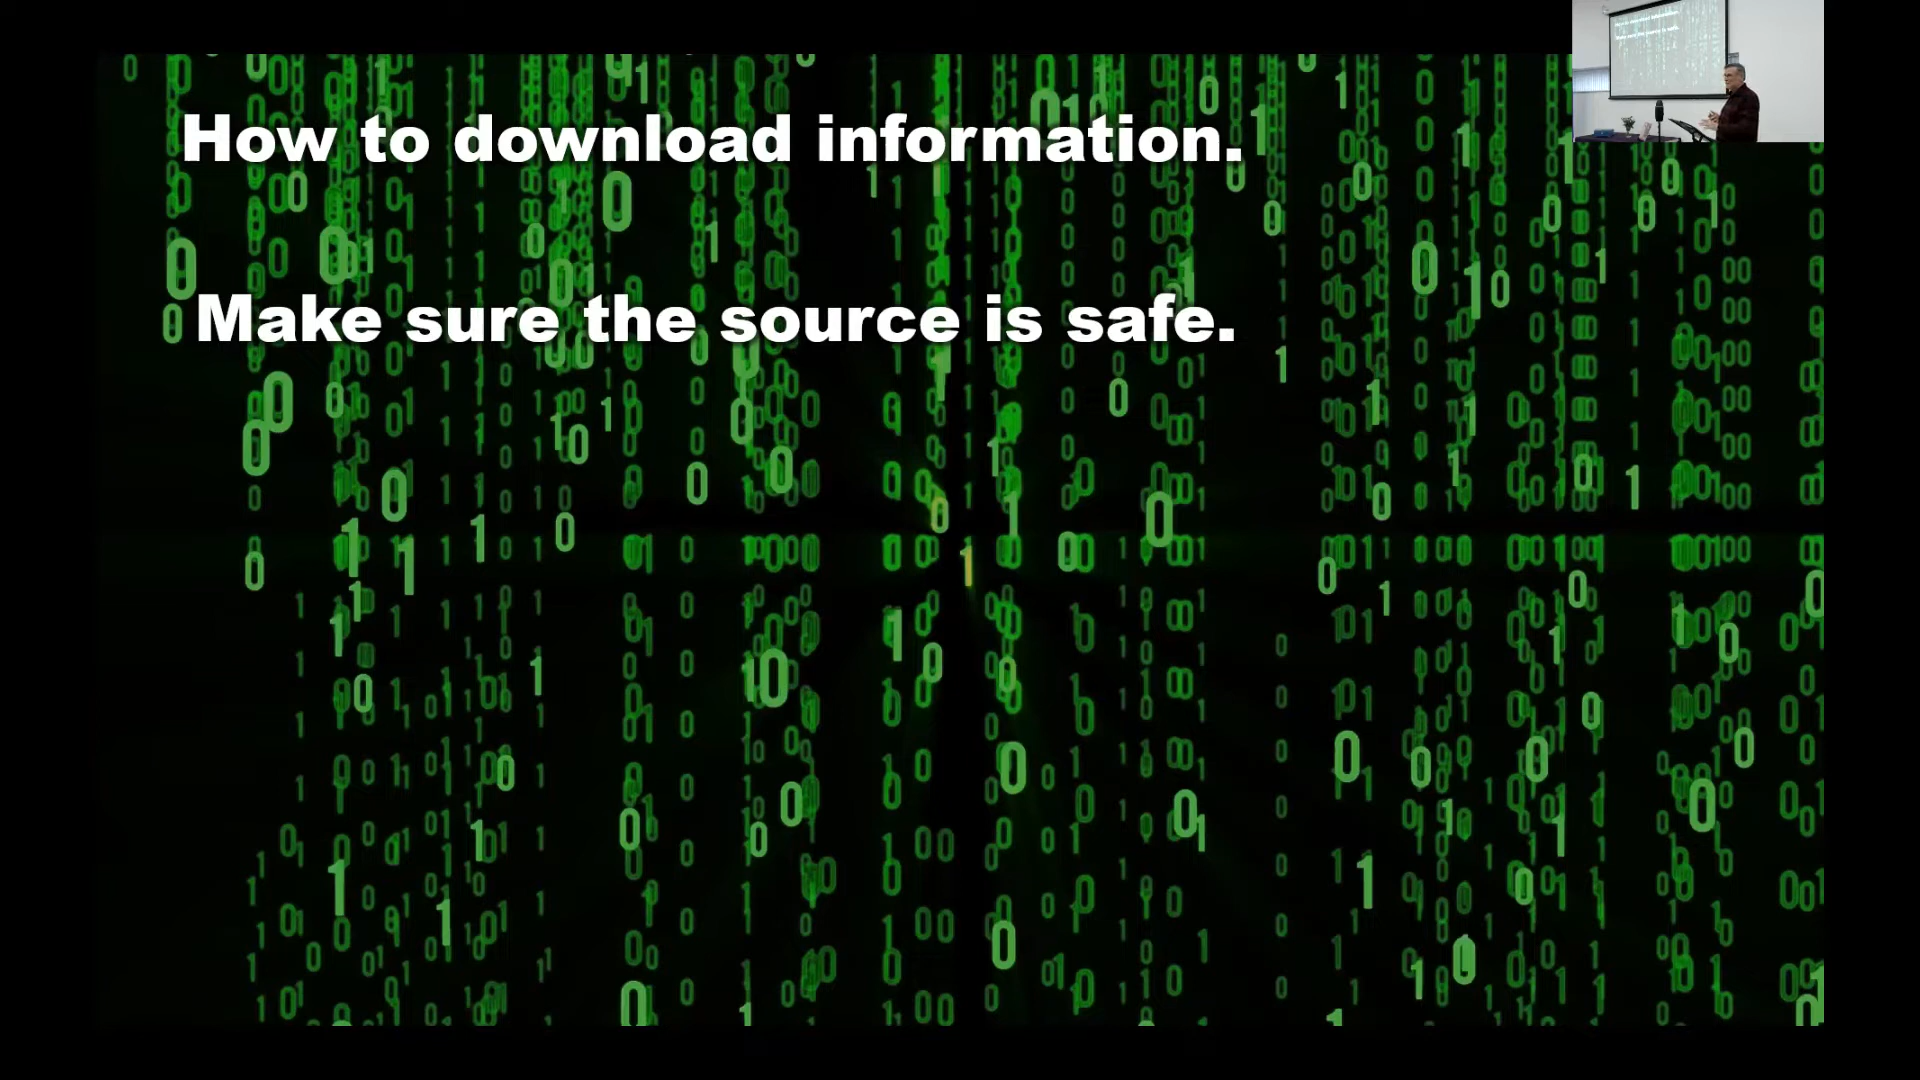 How to download information.
Make sure the source is safe.